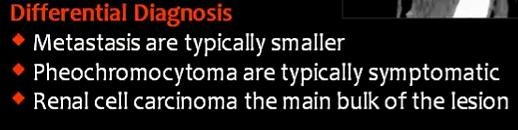 Differential Diagnosis
Metastasis are typically smaller
Pheochromocytoma are typically symptomatic
Renal cell carcinoma the main bulk of the lesion